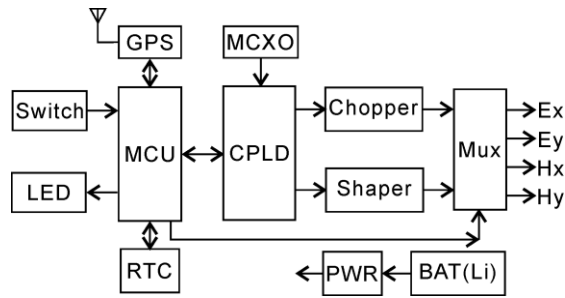 GPS
MCXO
Switch
MCU
CPLD
Chopper
Mux
Ex
Ey
Hx
Hy
LED
Shaper
RTC
PWR
BAT(Li)